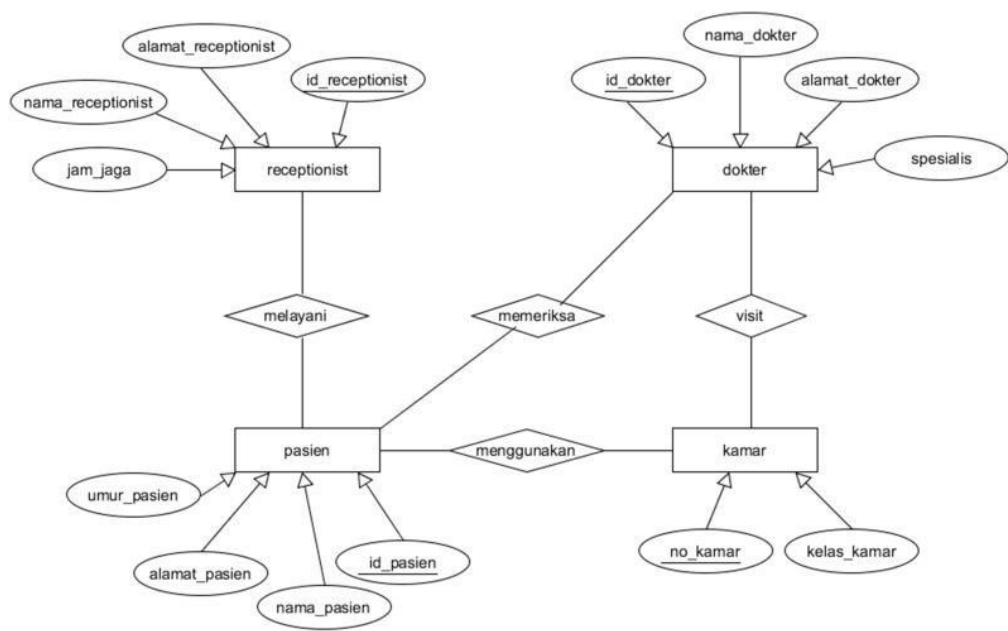 alamat_receptionist
id_receptionist
nama_receptionist
jam_jaga
receptionist
nama_dokter
id_dokter
alamat_dokter
spesialis
dokter
melayani
memeriksa
visit
pasien
menggunakan
kamar
umur_pasien
alamat_pasien
nama_pasien
id_pasien
no_kamar
kelas_kamar